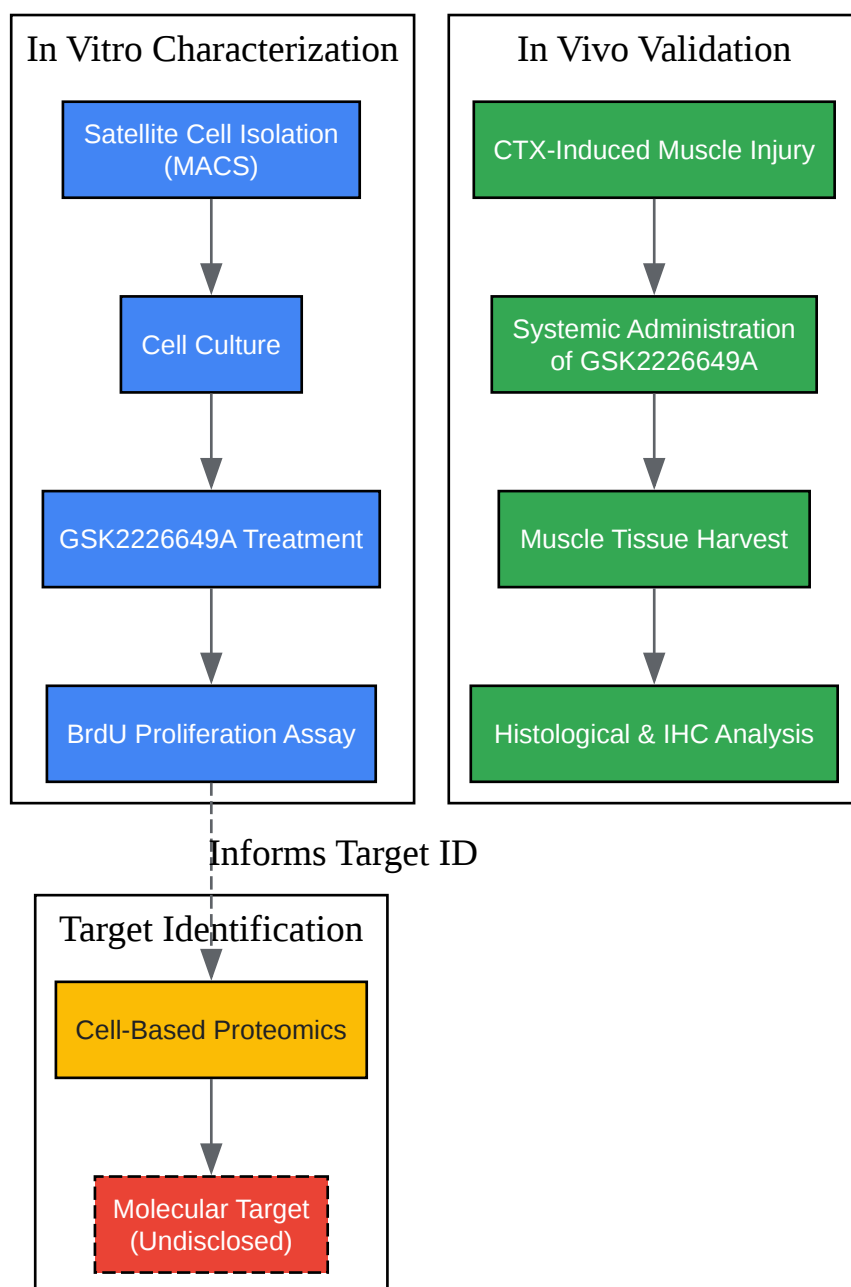 In Vitro Characterization
Satellite Cell Isolation
(MACS)
Cell Culture
GSK2226649A Treatment
BrdU Proliferation Assay
In Vivo Validation
CTX-Induced Muscle Injury
Systemic Administration
of GSK2226649A
Muscle Tissue Harvest
Histological & IHC Analysis
Informs Target ID
Target Identification
Cell-Based Proteomics
Molecular Target
(Undisclosed)